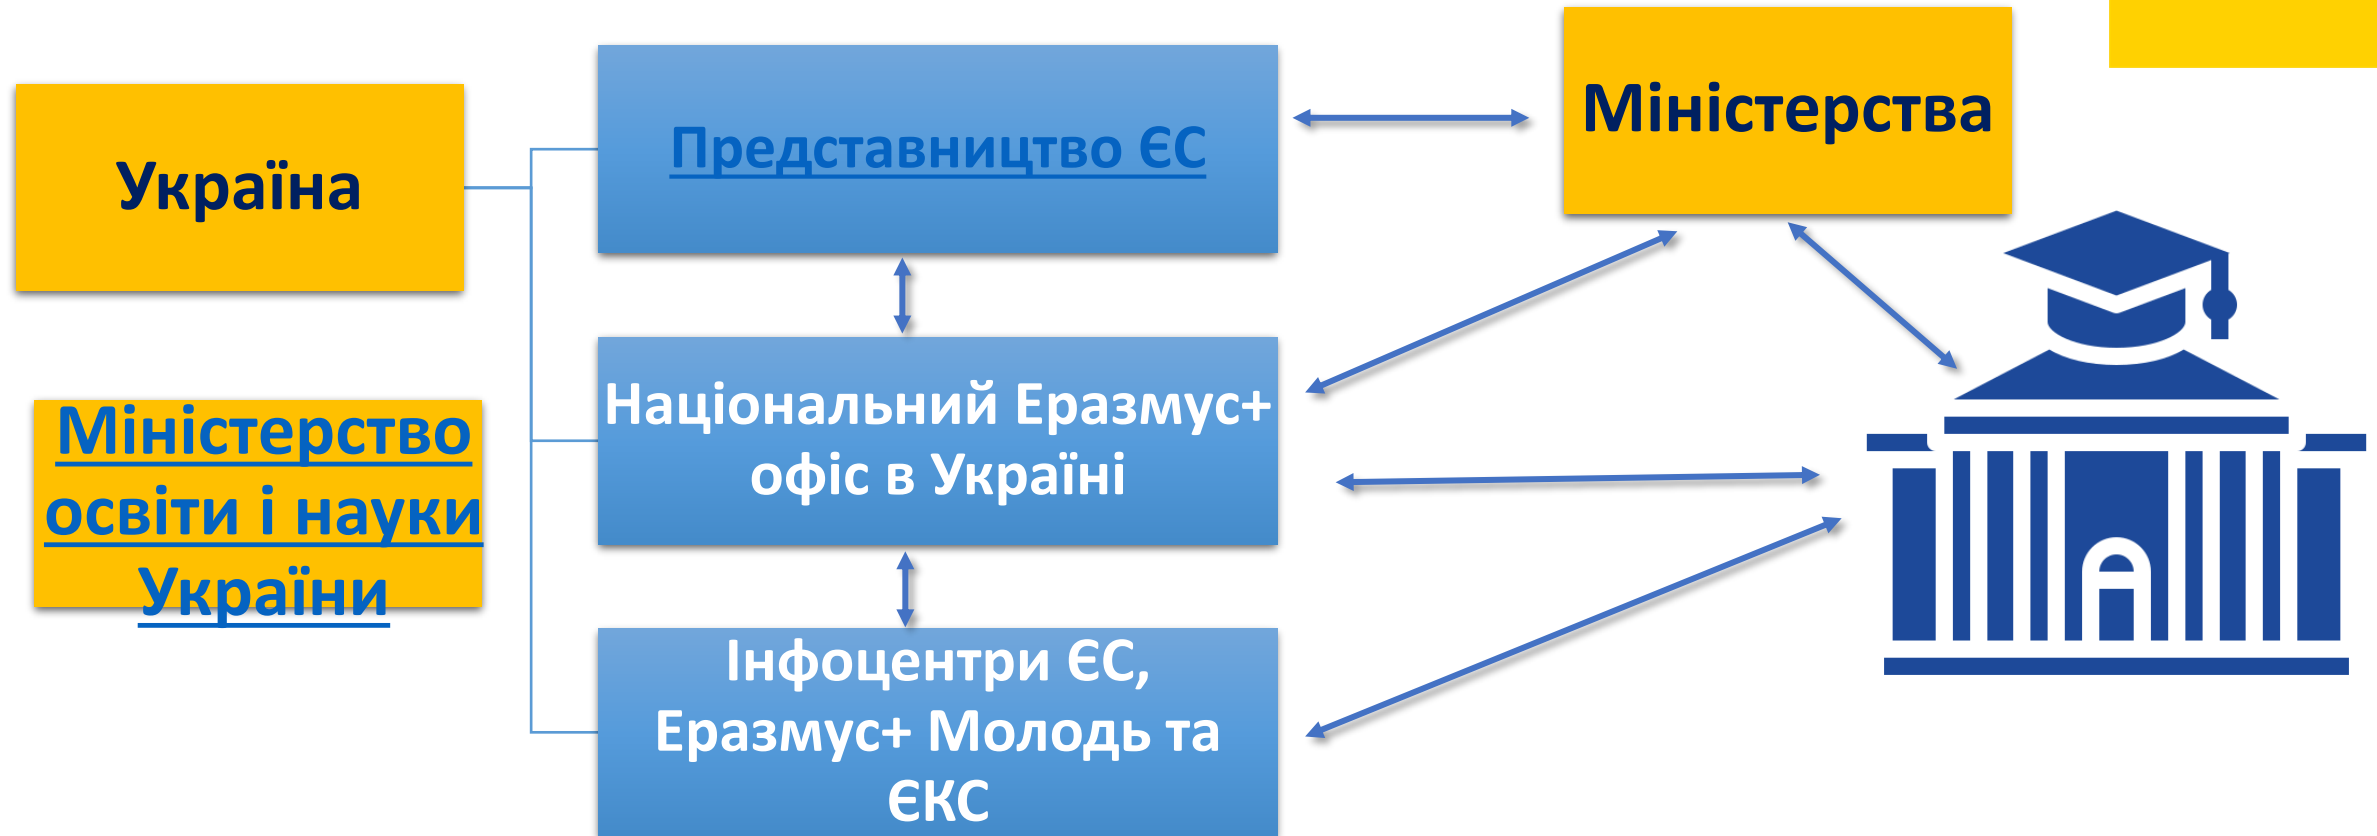 Україна
Міністерство
освіти і науки
України
Представництво ЄС
Національний Еразмус+
офіс в Україні
Інфоцентри ЄС,
Еразмус+ Молодь та
ЄКС
Міністерства